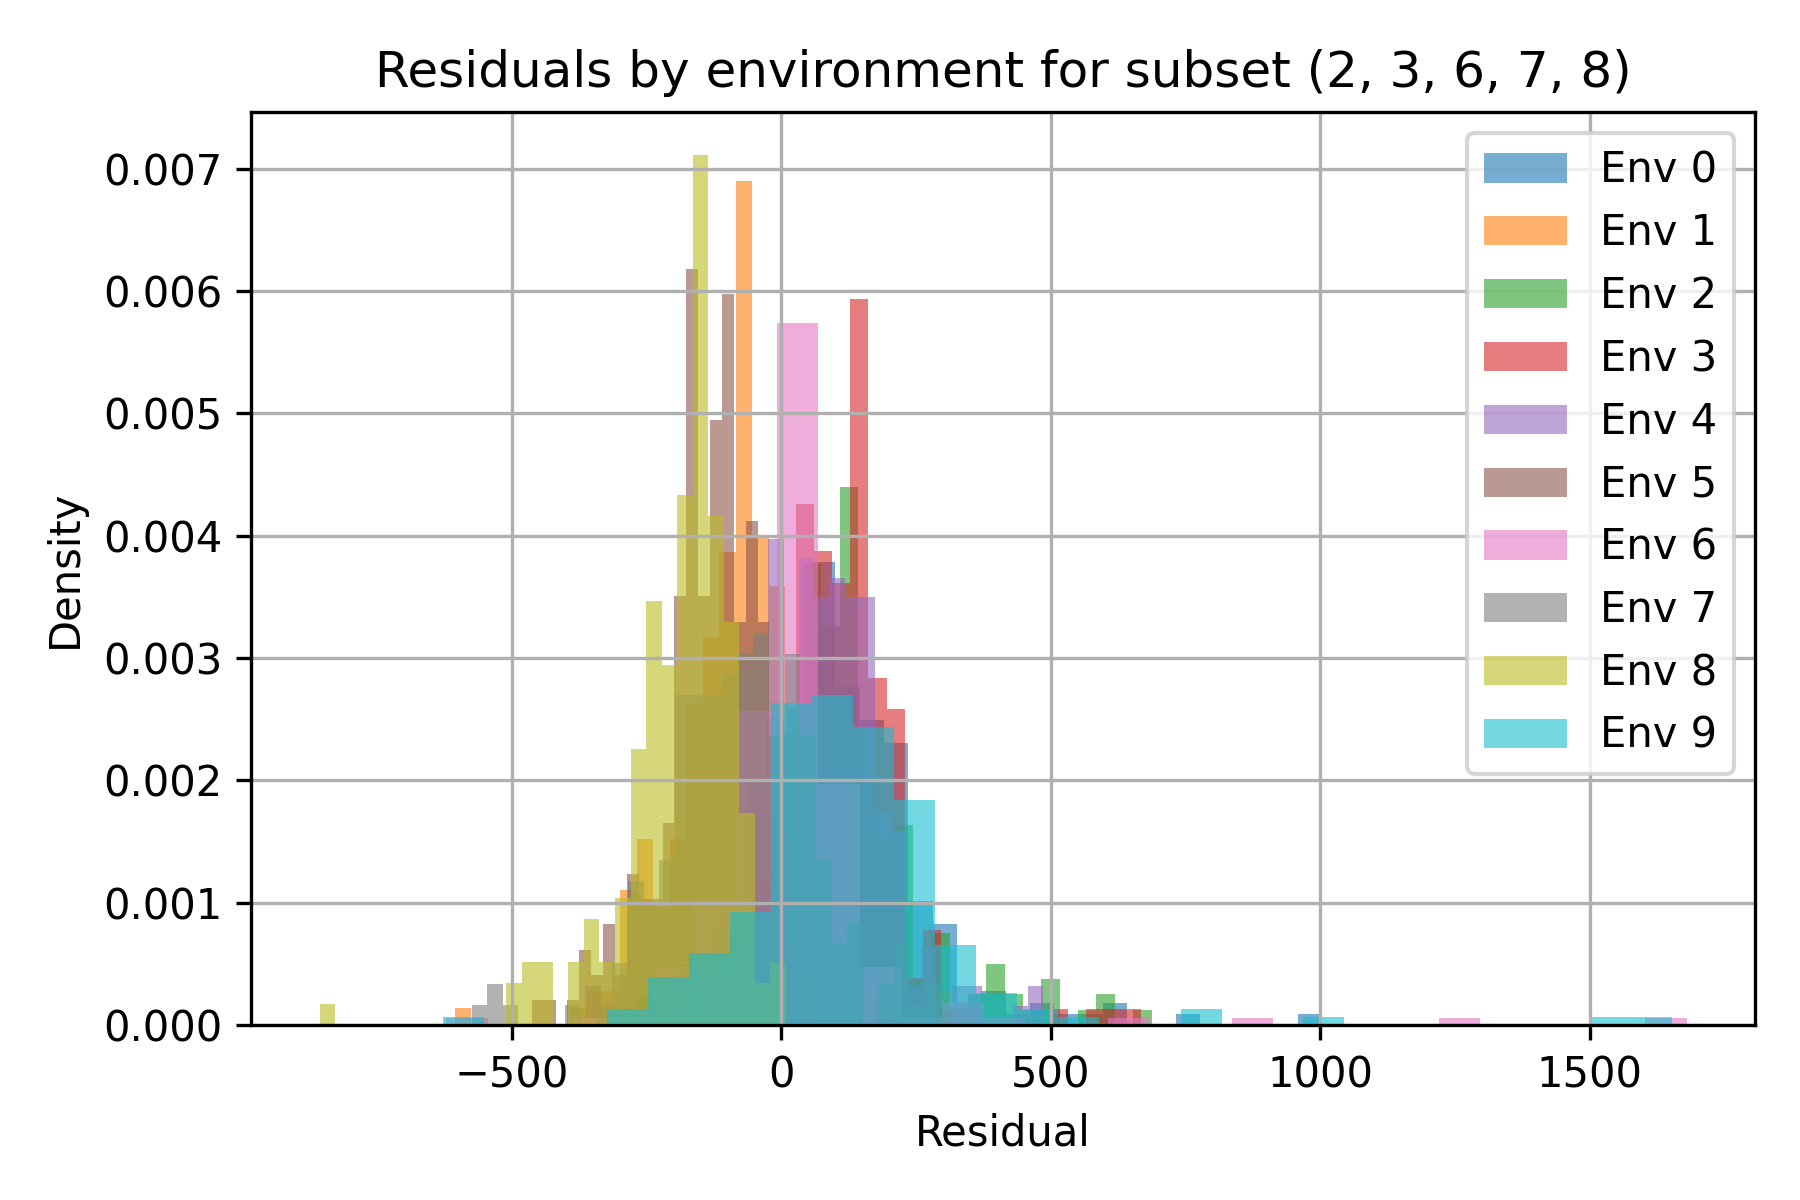 Residuals by environment for subset (2, 3, 6, 7, 8)
Density
0.007
0.006
0.005
0.004
0.003
0.002
0.001
0.000
−500
0
500
1000
1500
Residual
Env 0
Env 1
Env 2
Env 3
Env 4
Env 5
Env 6
Env 7
Env 8
Env 9